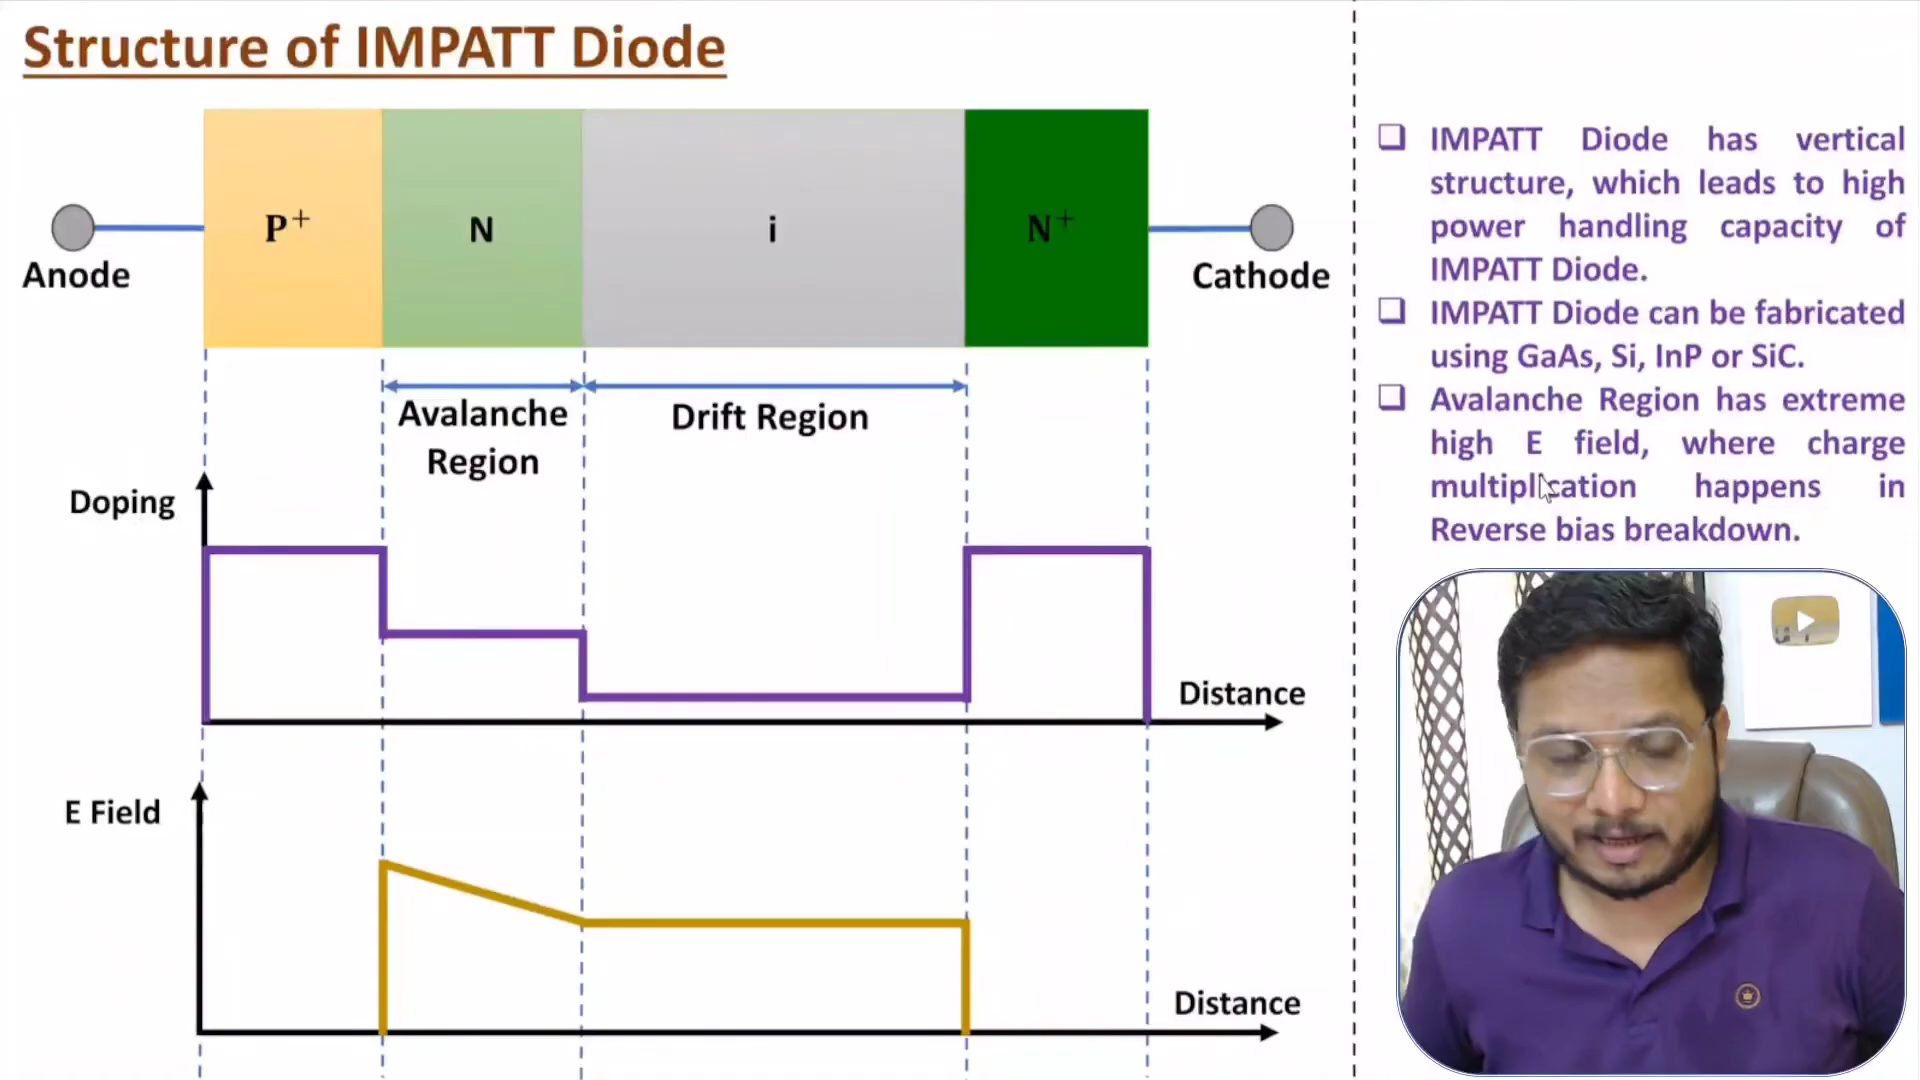 Structure of IMPATT Diode
P+
N
i
N+
Anode
Cathode
Avalanche
Region
Drift Region
Doping
Distance
E Field
Distance
❑ IMPATT Diode has vertical
structure, which leads to high
power handling capacity of
IMPATT Diode.
❑ IMPATT Diode can be fabricated
using GaAs, Si, InP or SiC.
❑ Avalanche Region has extreme
high E field, where charge
multiplication happens in
Reverse bias breakdown.